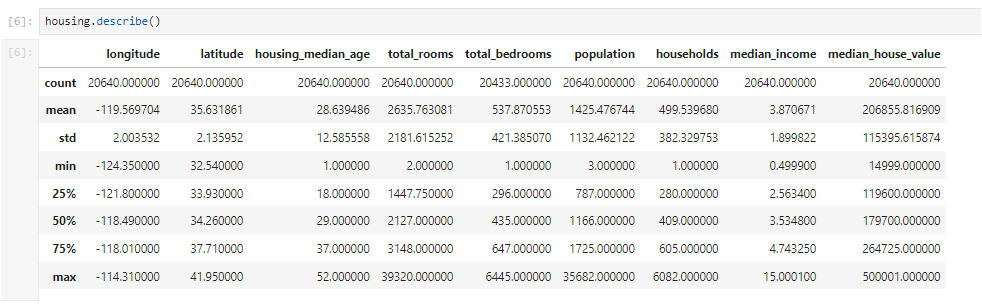 [6]: housing.describe()
[6]: longitude latitude housing_median_age total_rooms total_bedrooms population households median_income median_house_value
count 20640.000000 20640.000000 20640.000000 20640.000000 20433.000000 20640.000000 20640.000000 20640.000000 20640.000000
mean -119.569704 35.631861 28.639486 2635.763081 537.870553 1425.476744 499.539680 3.870671 206855.816909
std 2.003532 2.135952 12.585558 2181.615252 421.385070 1132.462122 382.329753 1.899822 115395.615874
min -124.350000 32.540000 1.000000 2.000000 1.000000 3.000000 1.000000 0.499900 14999.000000
25% -121.800000 33.930000 18.000000 1447.750000 296.000000 787.000000 280.000000 2.563400 119600.000000
50% -118.490000 34.260000 29.000000 2127.000000 435.000000 1166.000000 409.000000 3.534800 179700.000000
75% -118.010000 37.710000 37.000000 3148.000000 647.000000 1725.000000 605.000000 4.743250 264725.000000
max -114.310000 41.950000 52.000000 39320.000000 6445.000000 35682.000000 6082.000000 15.000100 500001.000000